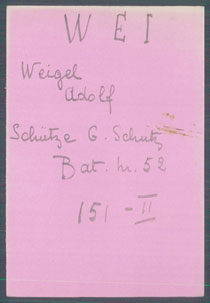 WEI
Weigel
Adolf
Schütze G. Schutz
Bat. nr. 52
151 - II